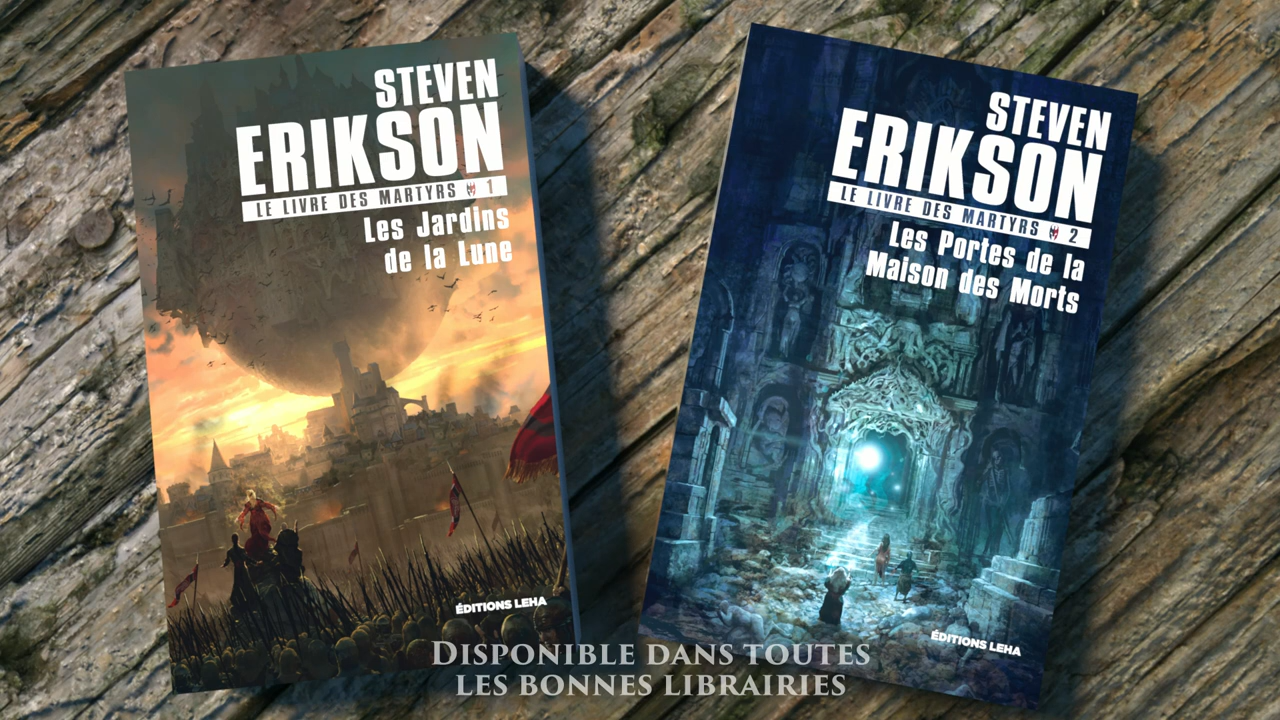 STEVEN
ERIKSON
LE LIVRE DES MARTYRS 1
Les Jardins
de la Lune
ÉDITIONS LEHA
STEVEN
ERIKSON
LE LIVRE DES MARTYRS 2
Les Portes de la
Maison des Morts
ÉDITIONS LEHA
DISPONIBLE DANS TOUTES
LES BONNES LIBRAIRIES